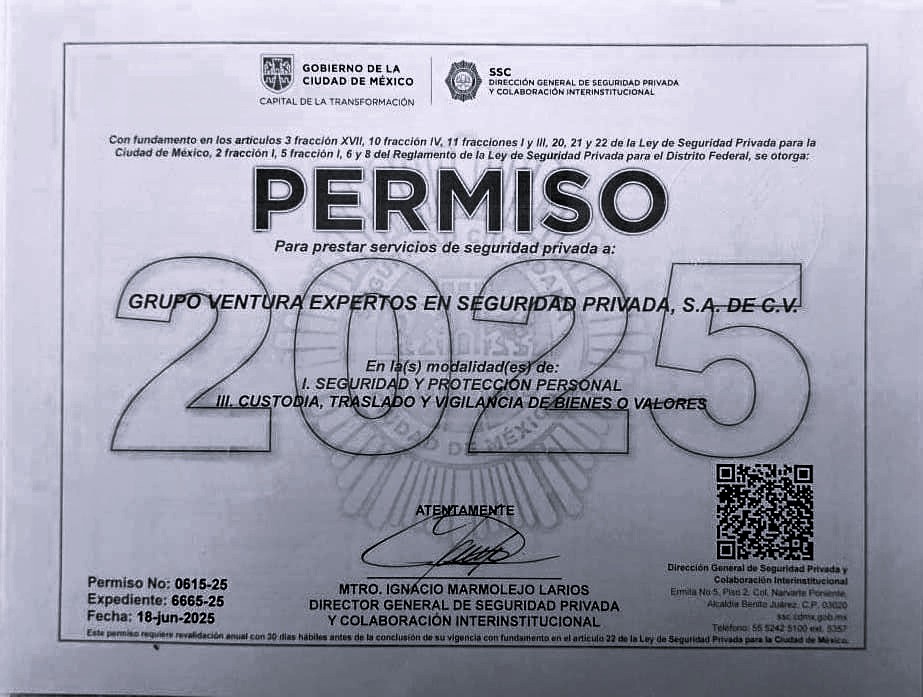 GOBIERNO DE LA
CIUDAD DE MÉXICO
CAPITAL DE LA TRANSFORMACIÓN
SSC
DIRECCIÓN GENERAL DE SEGURIDAD PRIVADA
Y COLABORACIÓN INTERINSTITUCIONAL
Con fundamento en los artículos 3 fracción XVII, 10 fracción IV, 11 fracciones I y III, 20, 21 y 22 de la Ley de Seguridad Privada para la
Ciudad de México, 2 fracción I, 5 fracción I, 6 y 8 del Reglamento de la Ley de Seguridad Privada para el Distrito Federal, se otorga:
PERMISO
Para prestar servicios de seguridad privada a:
2025
GRUPO VENTURA EXPERTOS EN SEGURIDAD PRIVADA, S.A. DE C.V.
En la(s) modalidad(es) de:
I. SEGURIDAD Y PROTECCIÓN PERSONAL
III. CUSTODIA, TRASLADO Y VIGILANCIA DE BIENES O VALORES
ATENTAMENTE
MTRO. IGNACIO MARMOLEJO LARIOS
DIRECTOR GENERAL DE SEGURIDAD PRIVADA
Y COLABORACIÓN INTERINSTITUCIONAL
Permiso No: 0615-25
Expediente: 6665-25
Fecha: 18-jun-2025
Dirección General de Seguridad Privada y
Colaboración Interinstitucional
Ermita No 5, Piso 2, Col. Narvarte Poniente,
Alcaldía Benito Juárez, C.P. 03020
ssc.cdmx.gob.mx
Teléfono: 55 5242 5100 ext. 5357
Este permiso requiere revalidación anual con 30 días hábiles antes de la conclusión de su vigencia con fundamento en el artículo 22 de la Ley de Seguridad Privada para la Ciudad de México.